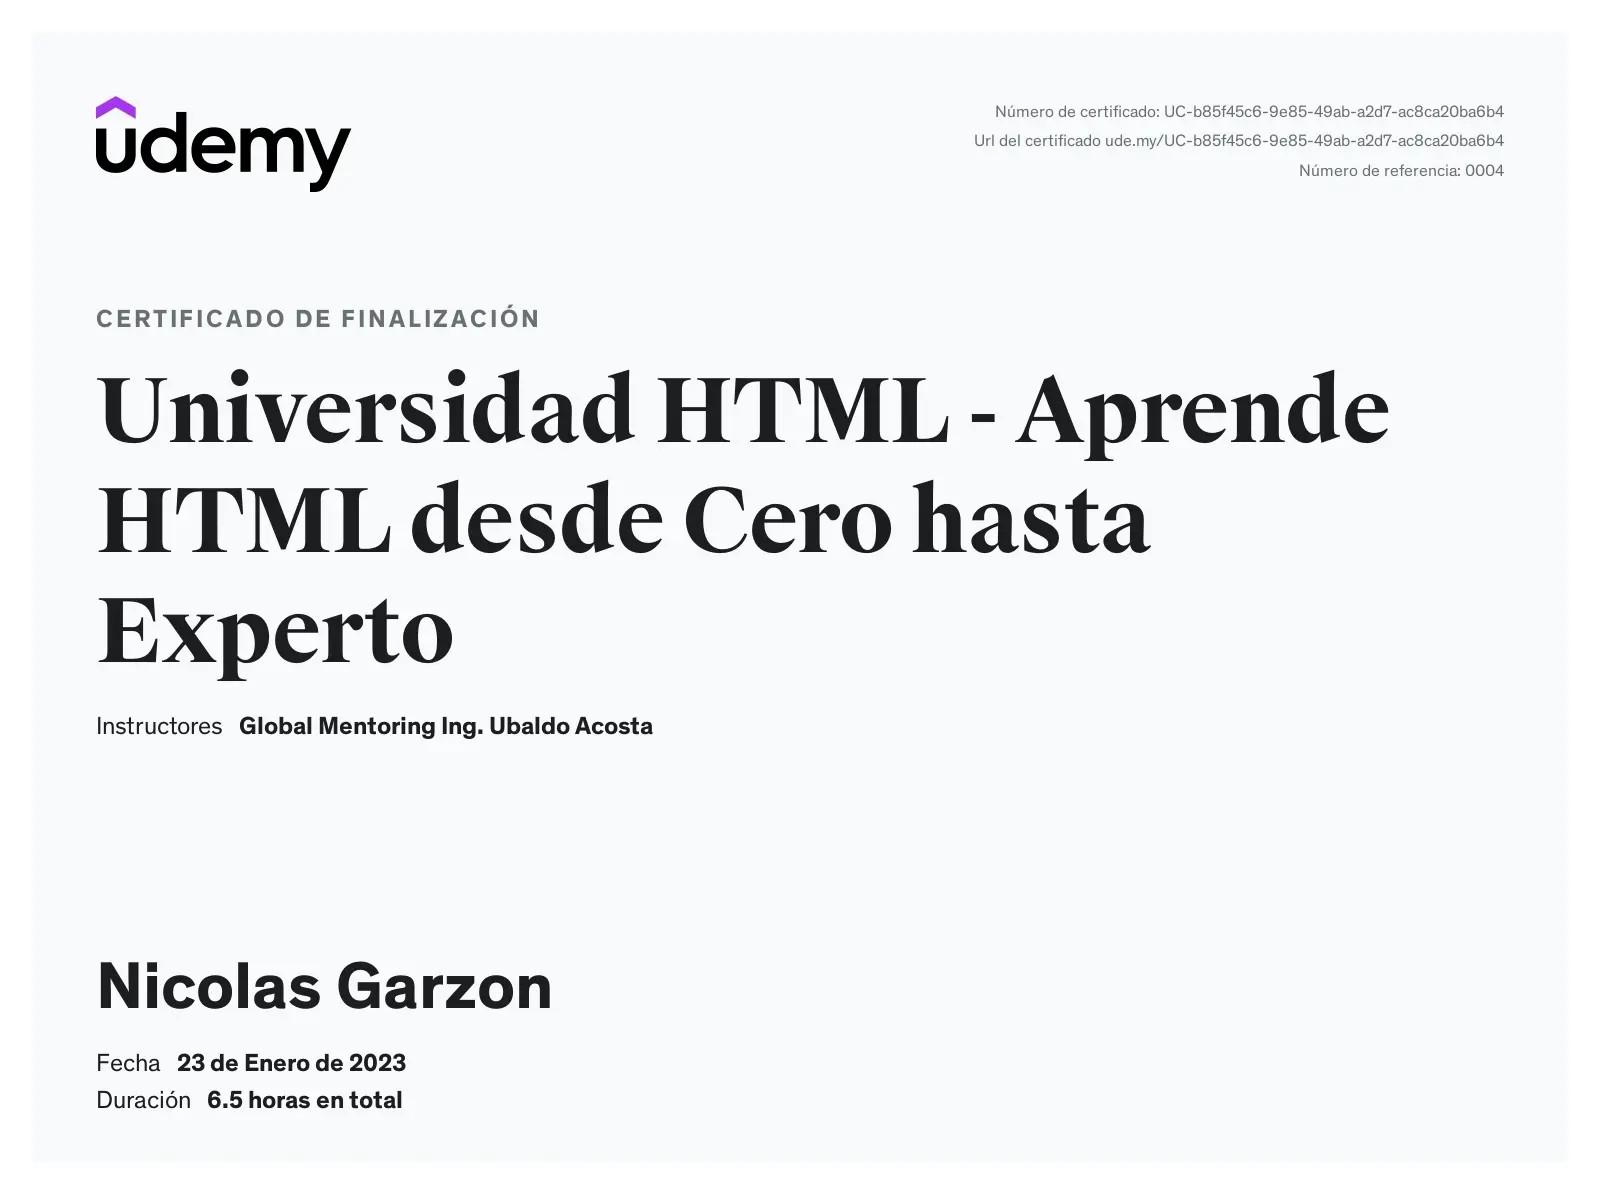 udemy
Número de certificado: UC-b85f45c6-9e85-49ab-a2d7-ac8ca20ba6b4
Url del certificado ude.my/UC-b85f45c6-9e85-49ab-a2d7-ac8ca20ba6b4
Número de referencia: 0004
CERTIFICADO DE FINALIZACIÓN
Universidad HTML - Aprende
HTML desde Cero hasta
Experto
Instructores Global Mentoring Ing. Ubaldo Acosta
Nicolas Garzon
Fecha 23 de Enero de 2023
Duración 6.5 horas en total